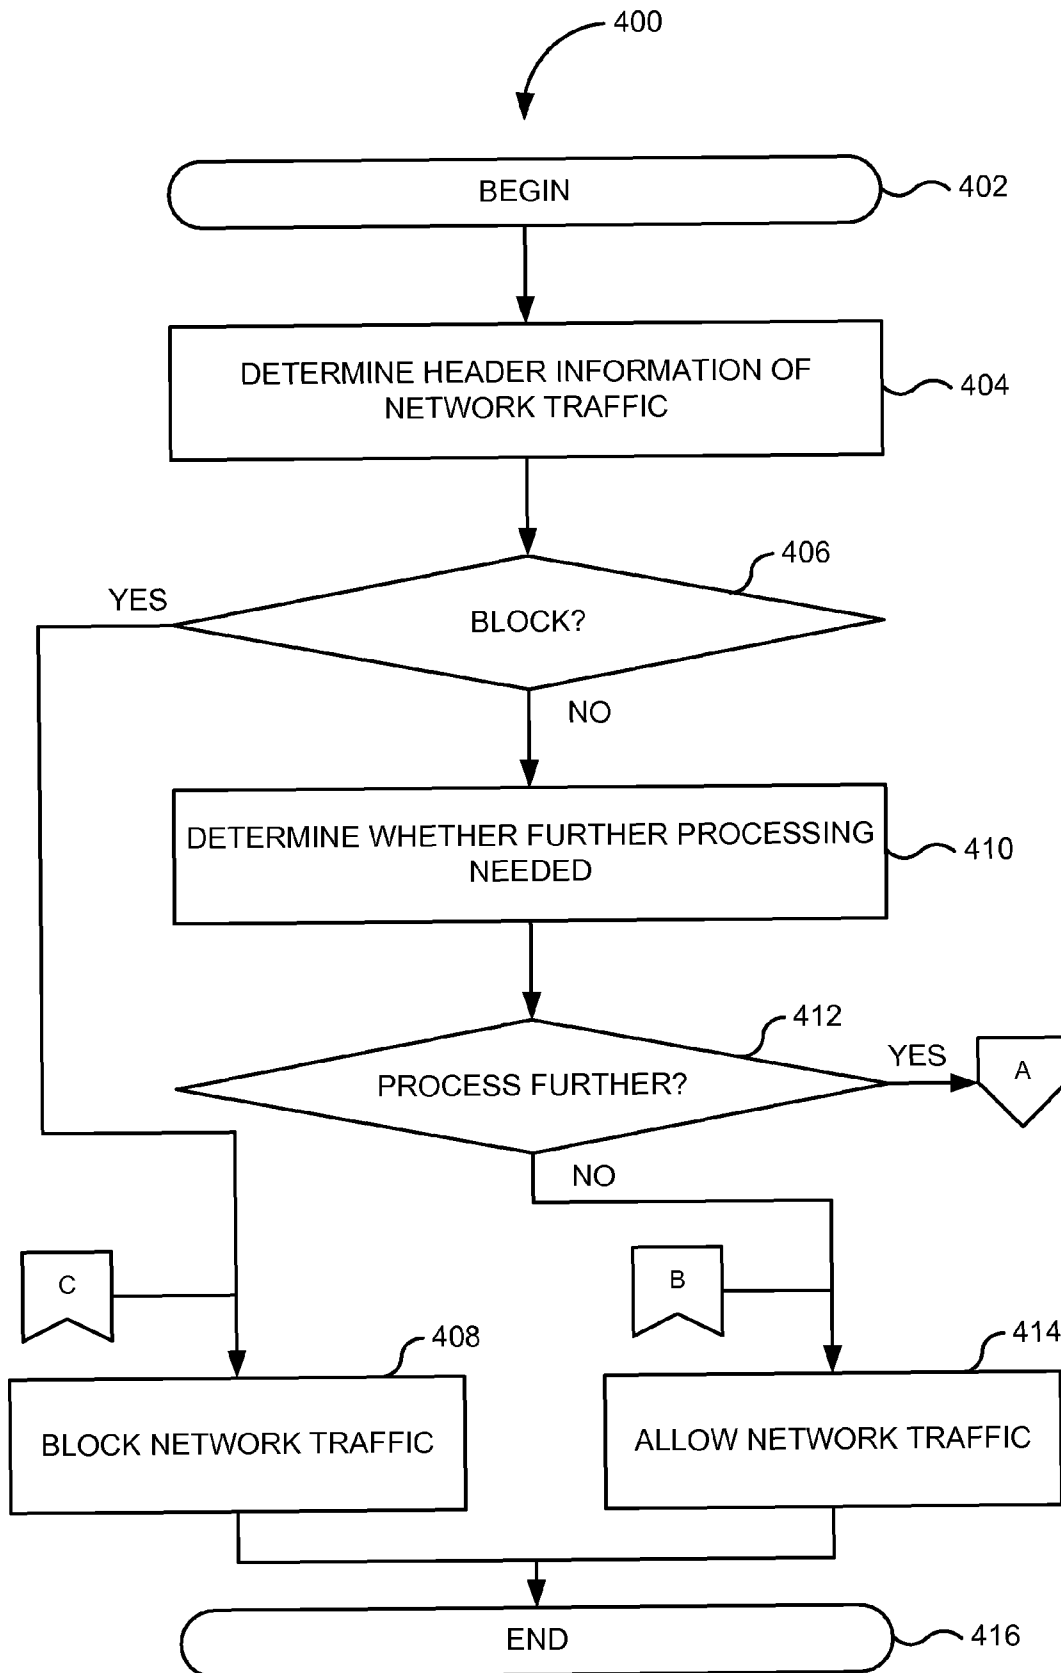 400
BEGIN
402
DETERMINE HEADER INFORMATION OF
NETWORK TRAFFIC
404
406
YES
BLOCK?
NO
DETERMINE WHETHER FURTHER PROCESSING
NEEDED
410
412
YES
A
PROCESS FURTHER?
NO
C
B
408
414
BLOCK NETWORK TRAFFIC
ALLOW NETWORK TRAFFIC
END
416